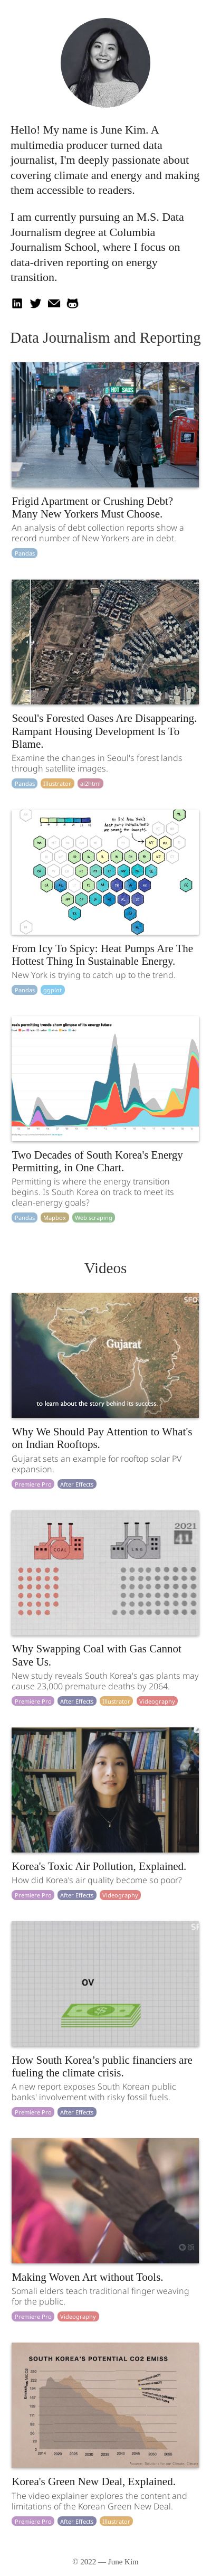 Hello! My name is June Kim. A
multimedia producer turned data
journalist, I'm deeply passionate about
covering climate and energy and making
them accessible to readers.
I am currently pursuing an M.S. Data
Journalism degree at Columbia
Journalism School, where I focus on
data-driven reporting on energy
transition.
Data Journalism and Reporting
Frigid Apartment or Crushing Debt?
Many New Yorkers Must Choose.
An analysis of debt collection reports show a
record number of New Yorkers are in debt.
Pandas
Seoul's Forested Oases Are Disappearing.
Rampant Housing Development Is To
Blame.
Examine the changes in Seoul's forest lands
through satellite images.
Pandas Illustrator ai2html
From Icy To Spicy: Heat Pumps Are The
Hottest Thing In Sustainable Energy.
New York is trying to catch up to the trend.
Pandas ggplot
permitting trends show glimpse of its energy future
Two Decades of South Korea's Energy
Permitting, in One Chart.
Permitting is where the energy transition
begins. Is South Korea on track to meet its
clean-energy goals?
Pandas Mapbox Web scraping
Videos
SFO
Gujarat
to learn about the story behind its success.
Why We Should Pay Attention to What's
on Indian Rooftops.
Gujarat sets an example for rooftop solar PV
expansion.
Premiere Pro After Effects
2021
COAL
Why Swapping Coal with Gas Cannot
Save Us.
New study reveals South Korea's gas plants may
cause 23,000 premature deaths by 2064.
Premiere Pro After Effects Illustrator Videography
Korea's Toxic Air Pollution, Explained.
How did Korea's air quality become so poor?
Premiere Pro After Effects Videography
OV
How South Korea’s public financiers are
fueling the climate crisis.
A new report exposes South Korean public
banks' involvement with risky fossil fuels.
Premiere Pro After Effects
Making Woven Art without Tools.
Somali elders teach traditional finger weaving
for the public.
Premiere Pro Videography
SOUTH KOREA'S POTENTIAL CO2 EMISS
Korea's Green New Deal, Explained.
The video explainer explores the content and
limitations of the Korean Green New Deal.
Premiere Pro After Effects Illustrator
© 2022 — June Kim